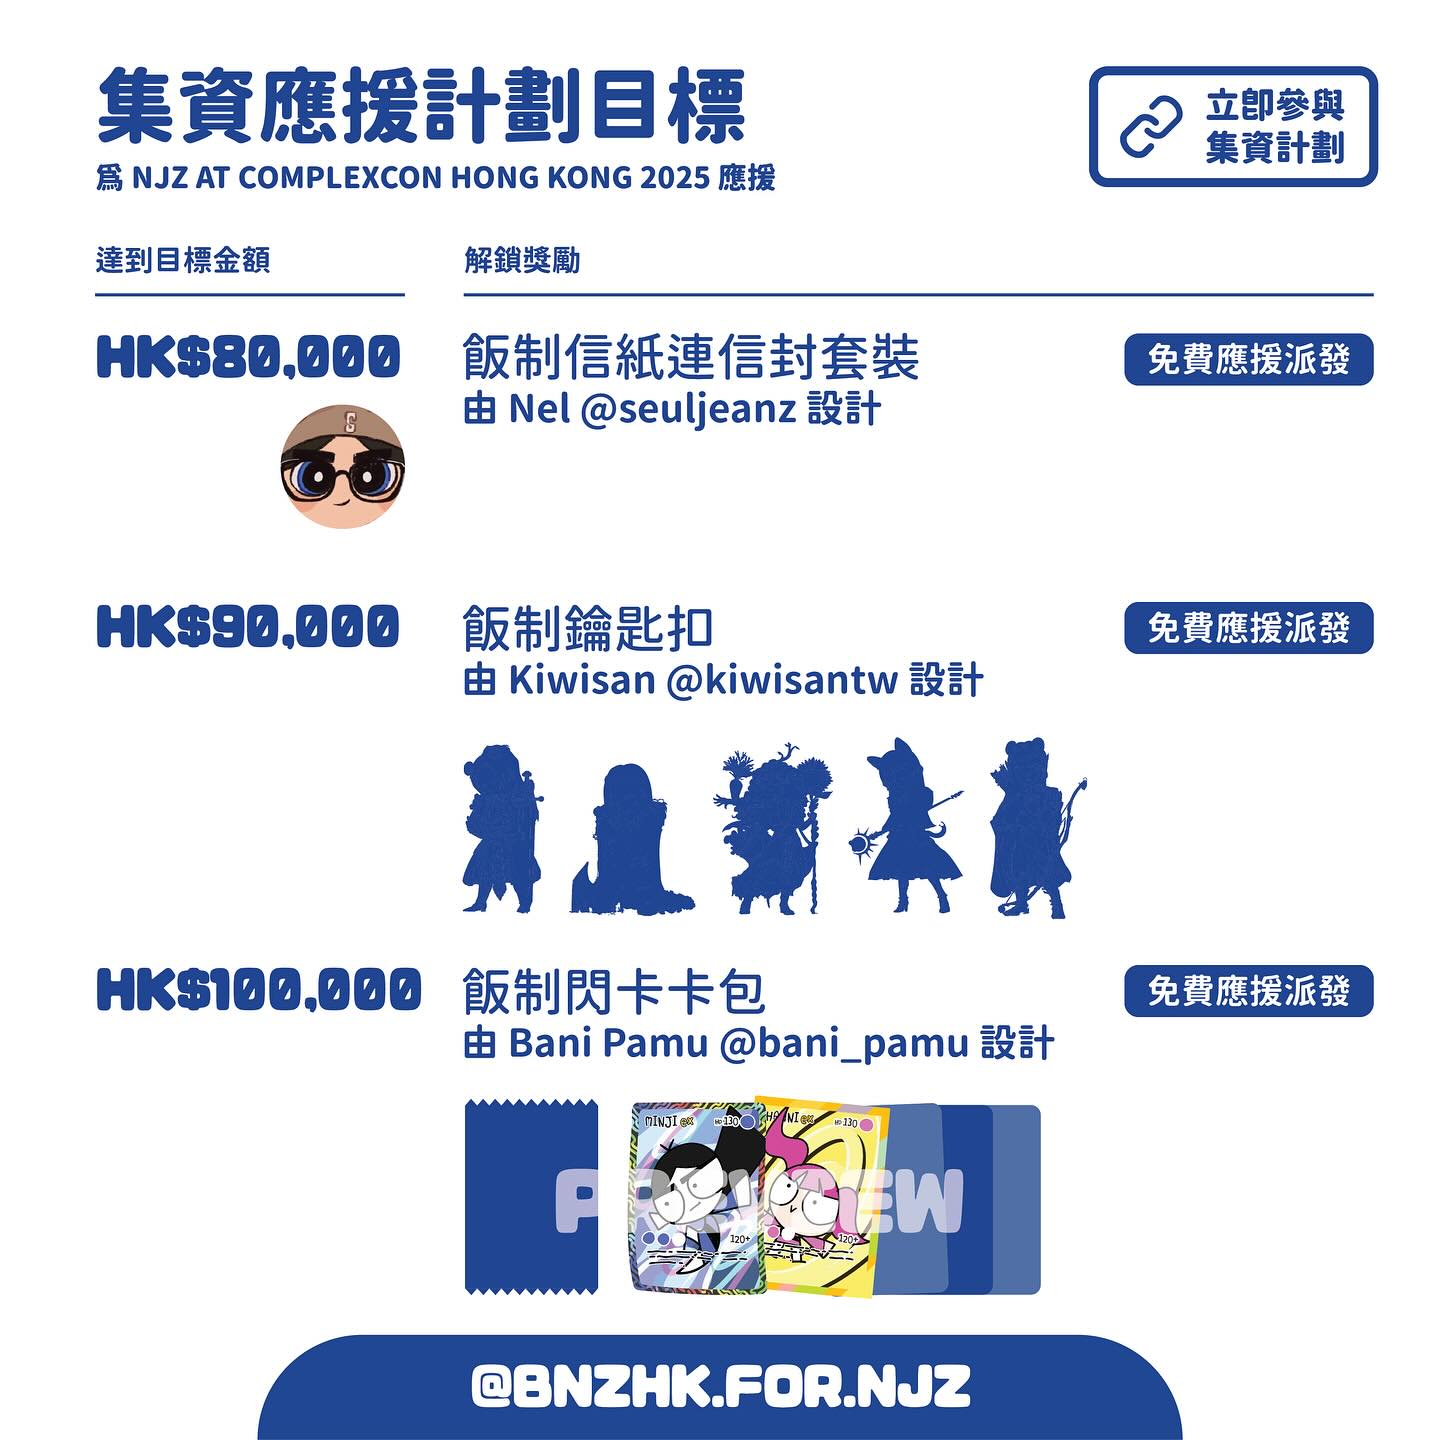 集資應援計劃目標
爲 NJZ AT COMPLEXCON HONG KONG 2025 應援
立即參與
集資計劃
達到目標金額
解鎖獎勵
HK$80,000
飯制信紙連信封套裝
由 Nel @seuljeanz 設計
免費應援派發
G
HK$90,000
飯制鑰匙扣
由 Kiwisan @kiwisantw 設計
免費應援派發
HK$100,000
飯制閃卡卡包
由 Bani Pamu @bani_pamu 設計
免費應援派發
MINJI ex HP130
HANNI ex HP130
PREVIEW
120+
120+
@BNZHK.FOR.NJZ